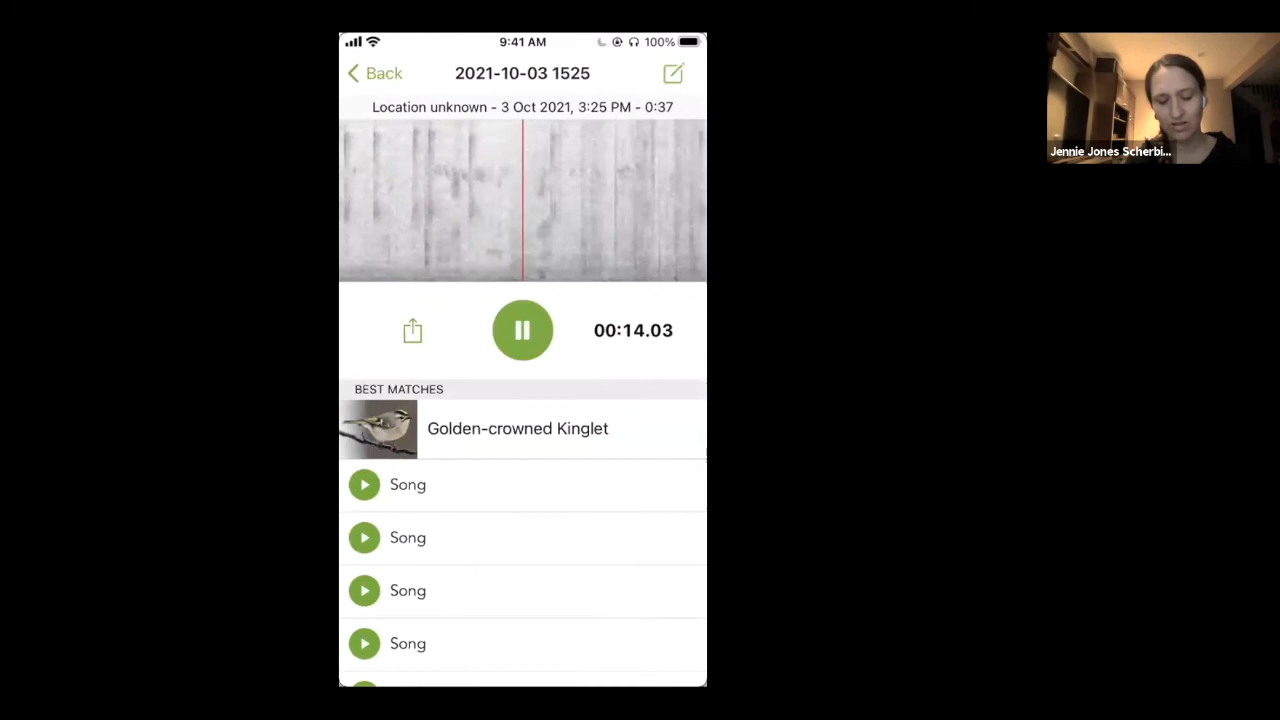 9:41 AM
100%
Back
2021-10-03 1525
Location unknown - 3 Oct 2021, 3:25 PM - 0:37
Jennie Jones Scherbi...
00:14.03
BEST MATCHES
Golden-crowned Kinglet
Song
Song
Song
Song